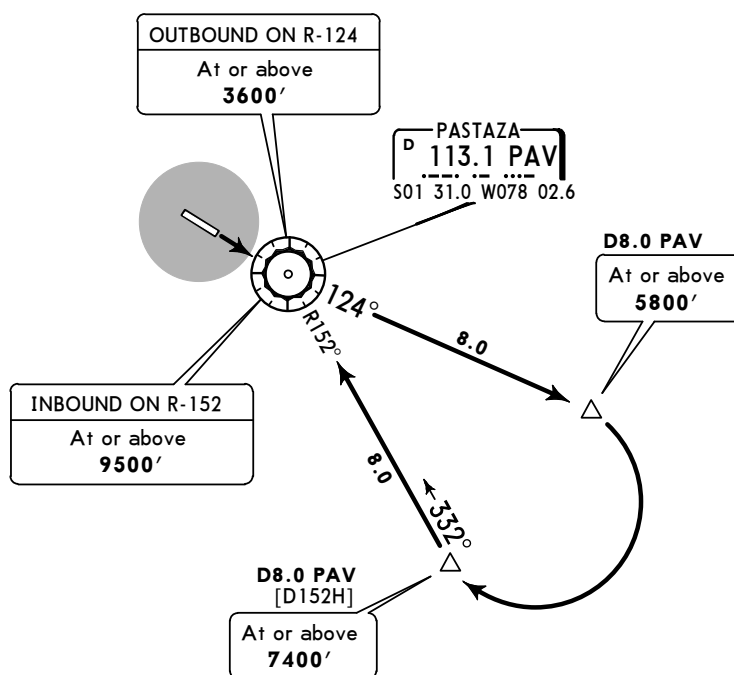 OUTBOUND ON R-124
At or above
3600′
PASTAZA
D 113.1 PAV
S01 31.0 W078 02.6
D8.0 PAV
At or above
5800′
124°
8.0
R152°
INBOUND ON R-152
At or above
9500′
8.0
332°
D8.0 PAV
[D152H]
At or above
7400′